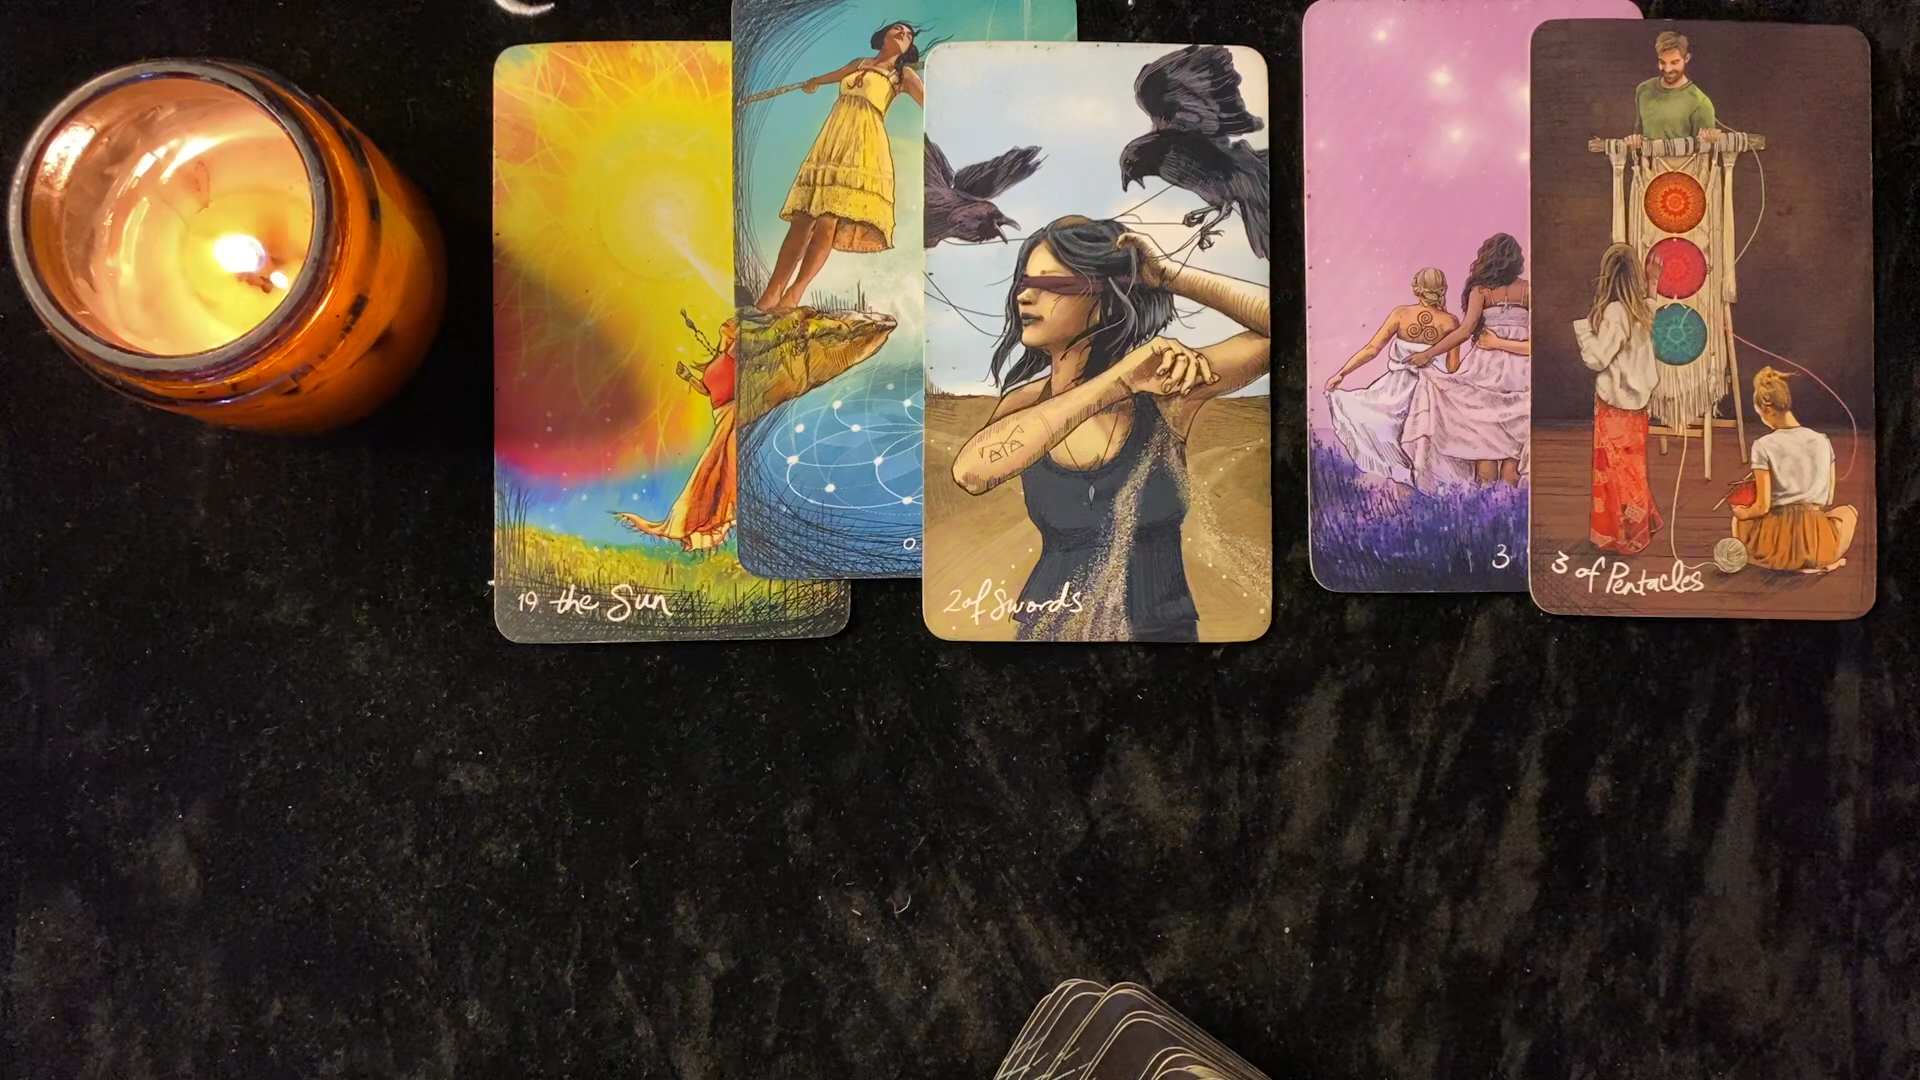 19 the Sun
0
2 of Swords
3
3 of Pentacles